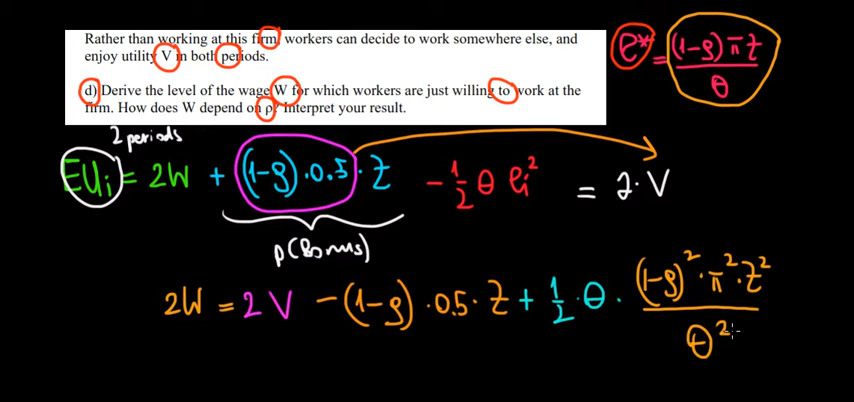 Rather than working at this firm, workers can decide to work somewhere else, and
enjoy utility V in both periods.
d) Derive the level of the wage W for which workers are just willing to work at the
firm. How does W depend on ρ? Interpret your result.
e* = (1-ρ) π Z / θ
2 periods
EUi = 2W + (1-ρ)·0.5·Z - 1/2 θ ei² = 2·V
p(Bonus)
2W = 2V - (1-ρ)·0.5·Z + 1/2·θ· (1-ρ)²·π²·Z² / θ²